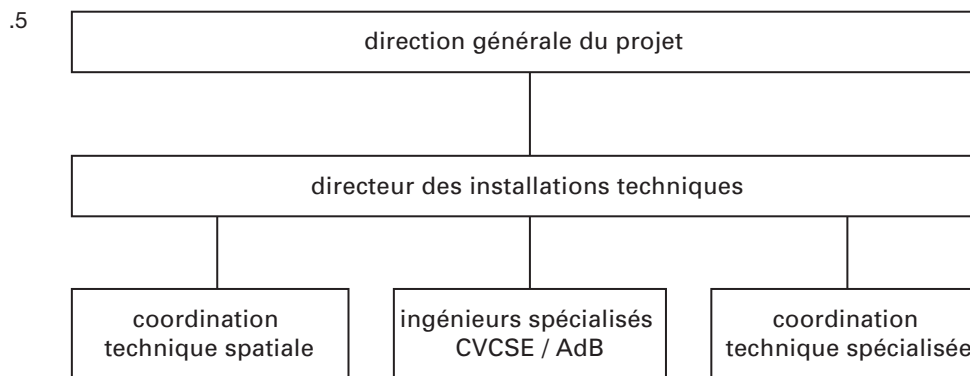 .5
direction générale du projet
directeur des installations techniques
coordination
technique spatiale
ingénieurs spécialisés
CVCSE / AdB
coordination
technique spécialisée